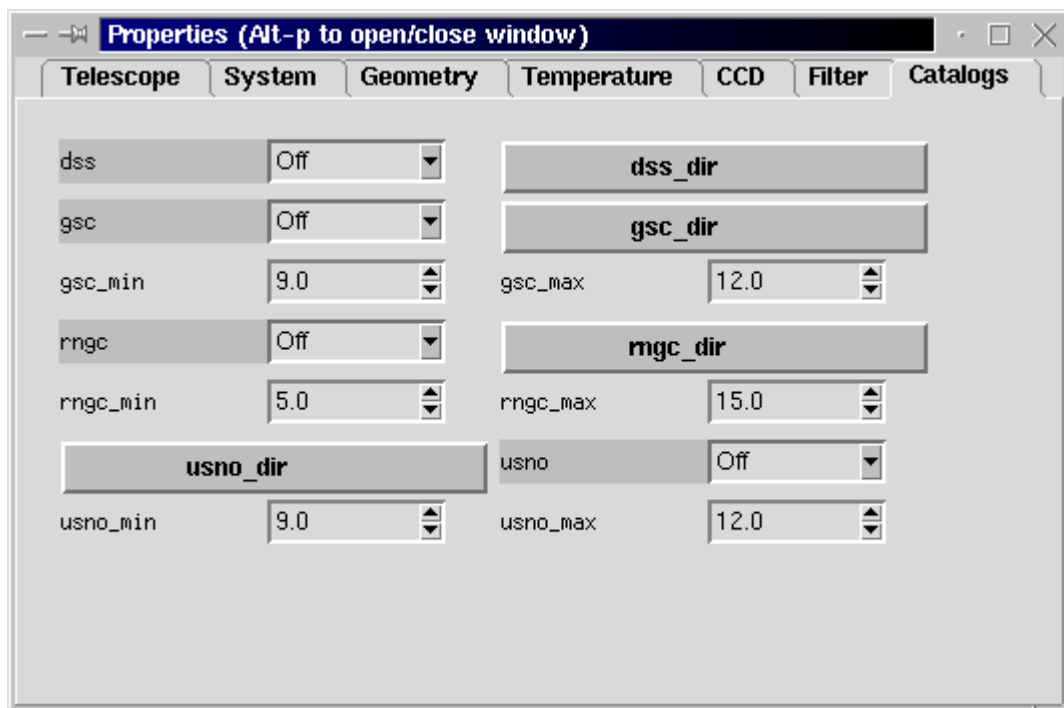 Properties (Alt-p to open/close window)
Telescope System Geometry Temperature CCD Filter Catalogs
dss Off dss_dir
gsc Off gsc_dir
gsc_min 9.0 gsc_max 12.0
rngc Off rngc_dir
rngc_min 5.0 rngc_max 15.0
usno_dir usno Off
usno_min 9.0 usno_max 12.0